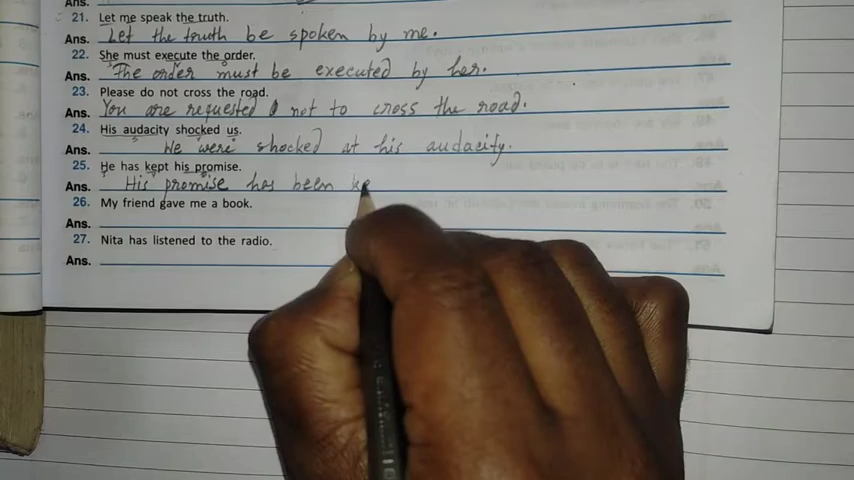 Ans.
21. Let me speak the truth.
Ans. Let the truth be spoken by me.
22. She must execute the order.
Ans. The order must be executed by her.
23. Please do not cross the road.
Ans. You are requested not to cross the road.
24. His audacity shocked us.
Ans. We were shocked at his audacity.
25. He has kept his promise.
Ans. His promise has been ke
26. My friend gave me a book.
Ans.
27. Nita has listened to the radio.
Ans.